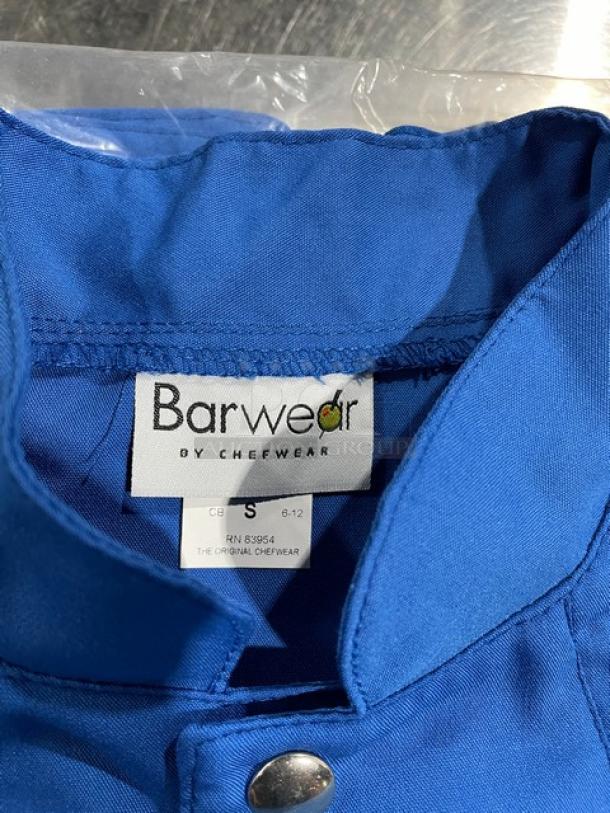 Barwear
BY CHEFWEAR
CB S 6-12
RN 83954
THE ORIGINAL CHEFWEAR